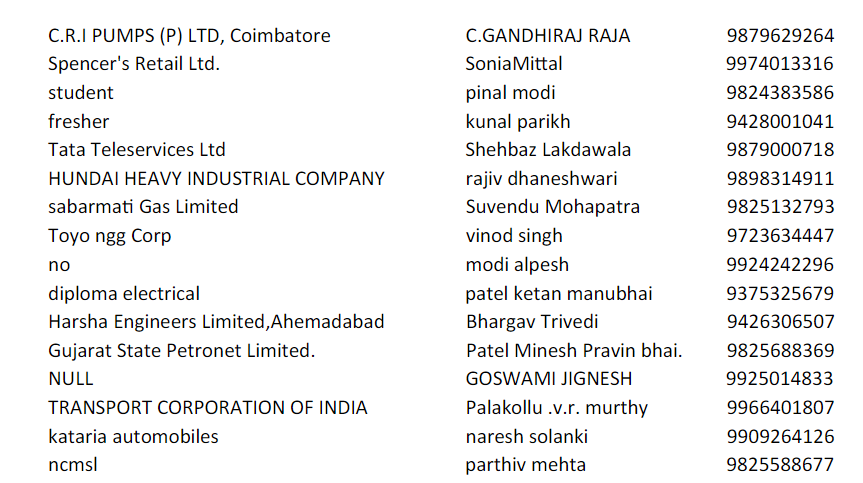 C.R.I PUMPS (P) LTD, Coimbatore C.GANDHIRAJ RAJA 9879629264
Spencer's Retail Ltd. SoniaMittal 9974013316
student pinal modi 9824383586
fresher kunal parikh 9428001041
Tata Teleservices Ltd Shehbaz Lakdawala 9879000718
HUNDAI HEAVY INDUSTRIAL COMPANY rajiv dhaneshwari 9898314911
sabarmati Gas Limited Suvendu Mohapatra 9825132793
Toyo ngg Corp vinod singh 9723634447
no modi alpesh 9924242296
diploma electrical patel ketan manubhai 9375325679
Harsha Engineers Limited,Ahemadabad Bhargav Trivedi 9426306507
Gujarat State Petronet Limited. Patel Minesh Pravin bhai. 9825688369
NULL GOSWAMI JIGNESH 9925014833
TRANSPORT CORPORATION OF INDIA Palakollu .v.r. murthy 9966401807
kataria automobiles naresh solanki 9909264126
ncmsl parthiv mehta 9825588677